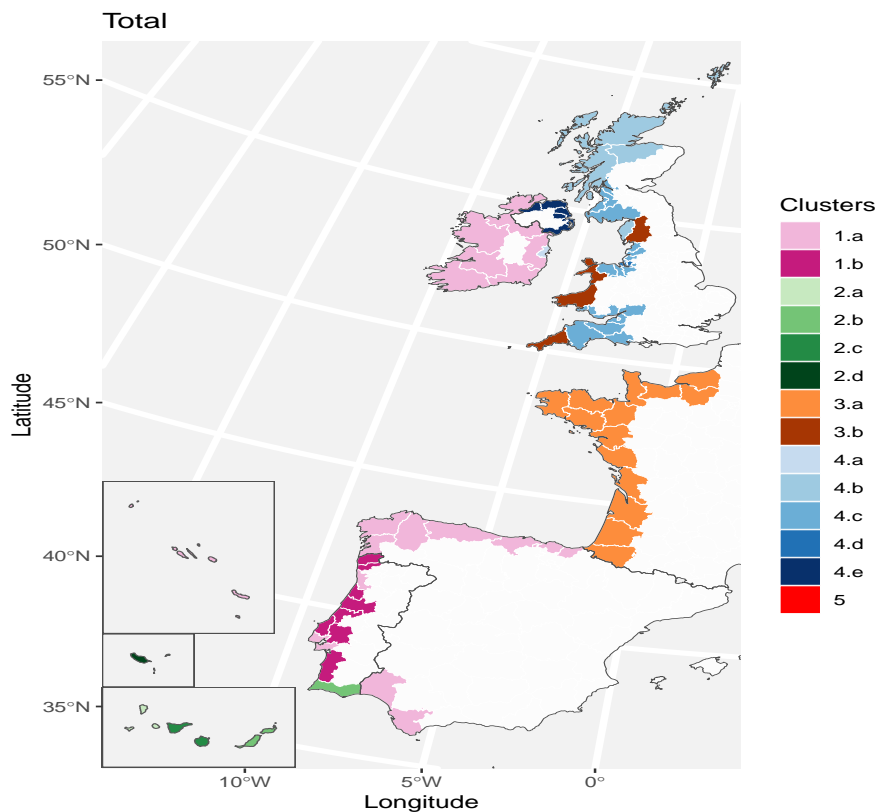 Total
55°N
50°N
45°N
40°N
35°N
Latitude
10°W
5°W
0°
Longitude
Clusters
1.a
1.b
2.a
2.b
2.c
2.d
3.a
3.b
4.a
4.b
4.c
4.d
4.e
5